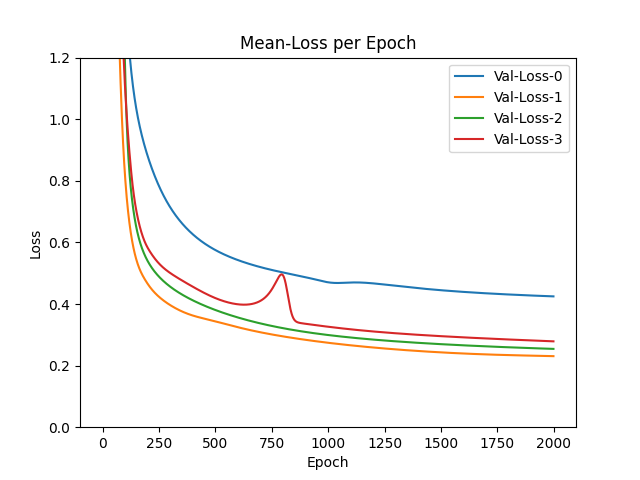 Mean-Loss per Epoch
Val-Loss-0
Val-Loss-1
Val-Loss-2
Val-Loss-3
Loss
1.2
1.0
0.8
0.6
0.4
0.2
0.0
0 250 500 750 1000 1250 1500 1750 2000
Epoch